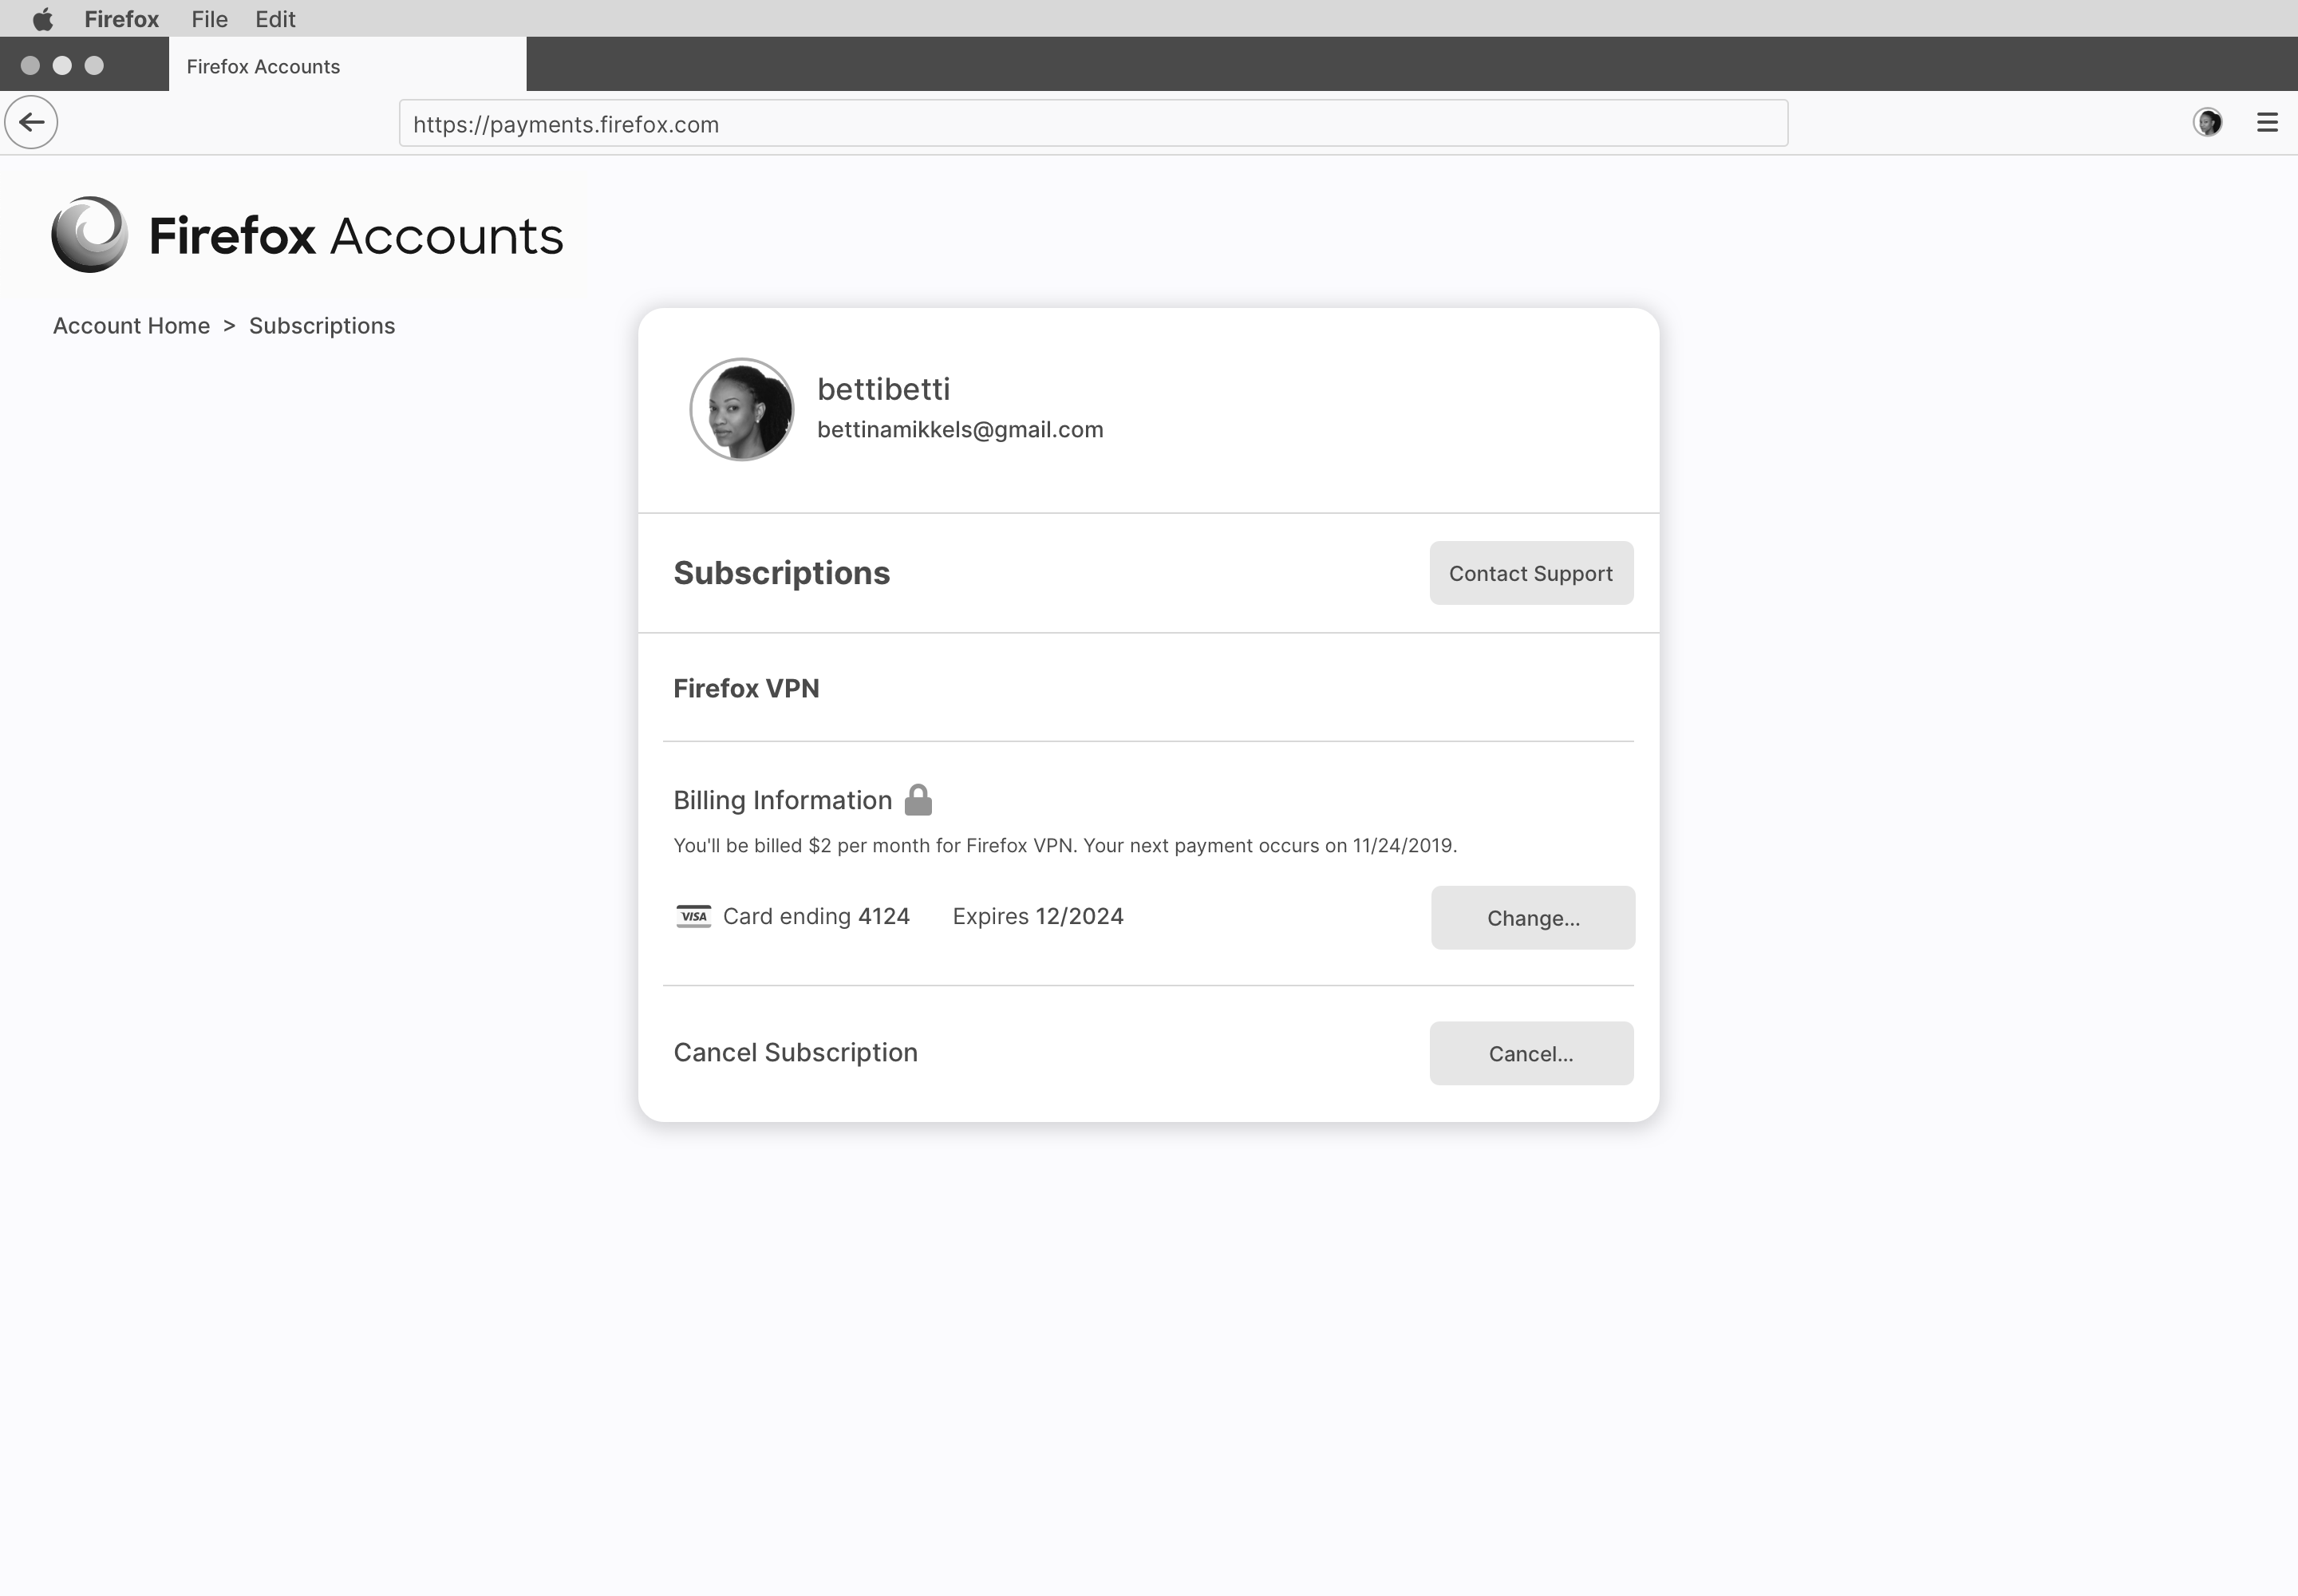 Firefox File Edit
Firefox Accounts
https://payments.firefox.com
Firefox Accounts
Account Home > Subscriptions
bettibetti
bettinamikkels@gmail.com
Subscriptions
Contact Support
Firefox VPN
Billing Information
You'll be billed $2 per month for Firefox VPN. Your next payment occurs on 11/24/2019.
VISA Card ending 4124 Expires 12/2024
Change...
Cancel Subscription
Cancel...